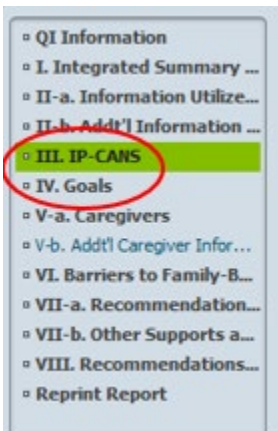 QI Information
I. Integrated Summary ...
II-a. Information Utilize...
II-b. Addt'l Information ...
III. IP-CANS
IV. Goals
V-a. Caregivers
V-b. Addt'l Caregiver Infor...
VI. Barriers to Family-B...
VII-a. Recommendation...
VII-b. Other Supports a...
VIII. Recommendations...
Reprint Report